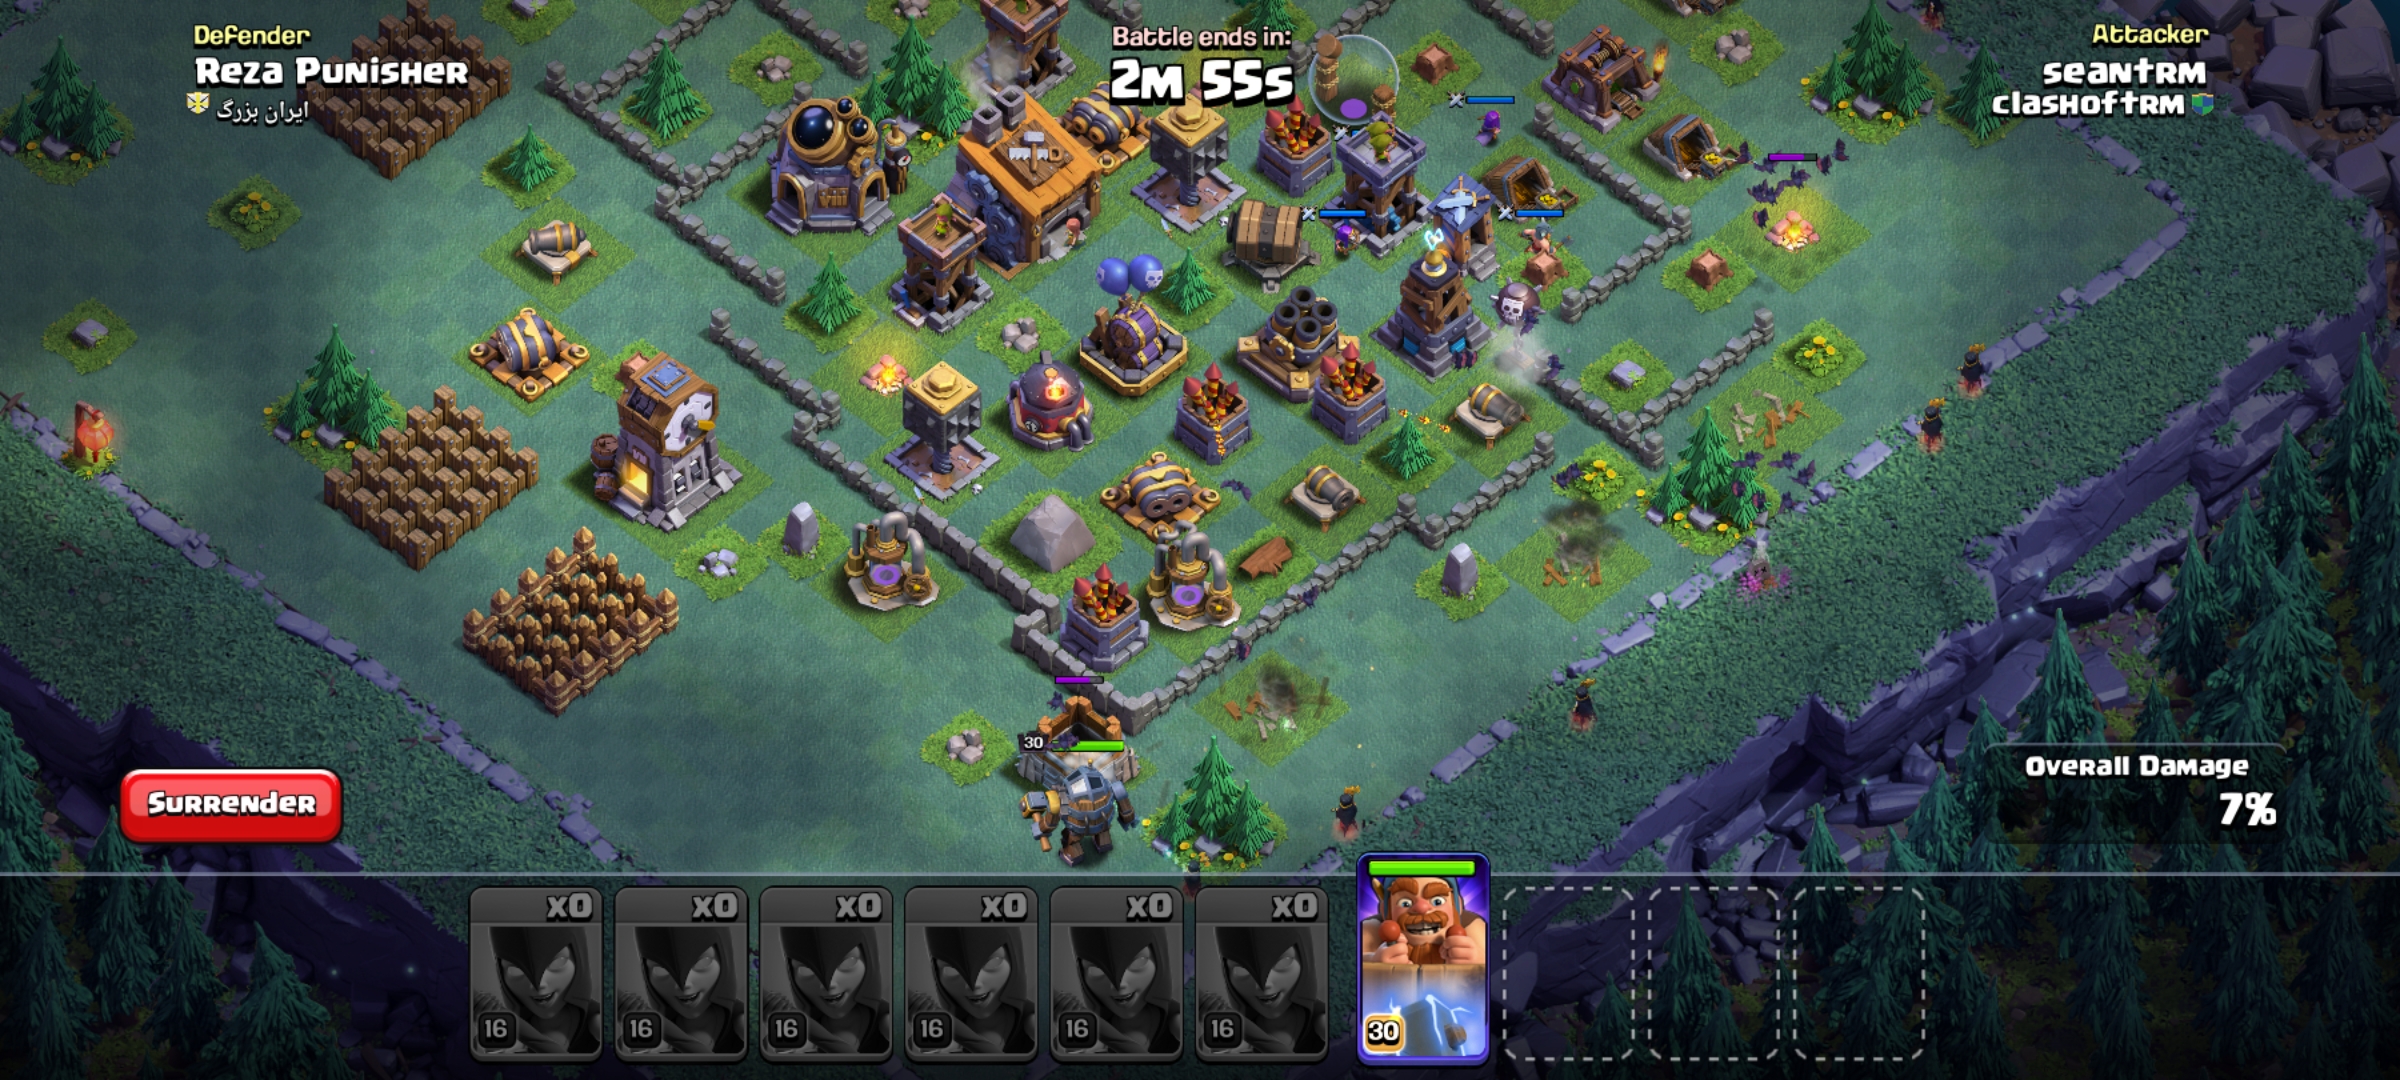 Defender
Reza Punisher
ایران بزرگ
Battle ends in:
2m 55s
Attacker
seantrm
clashoftrm
VIII
30
Surrender
Overall Damage
7%
x0
x0
x0
x0
x0
x0
16
16
16
16
16
16
30